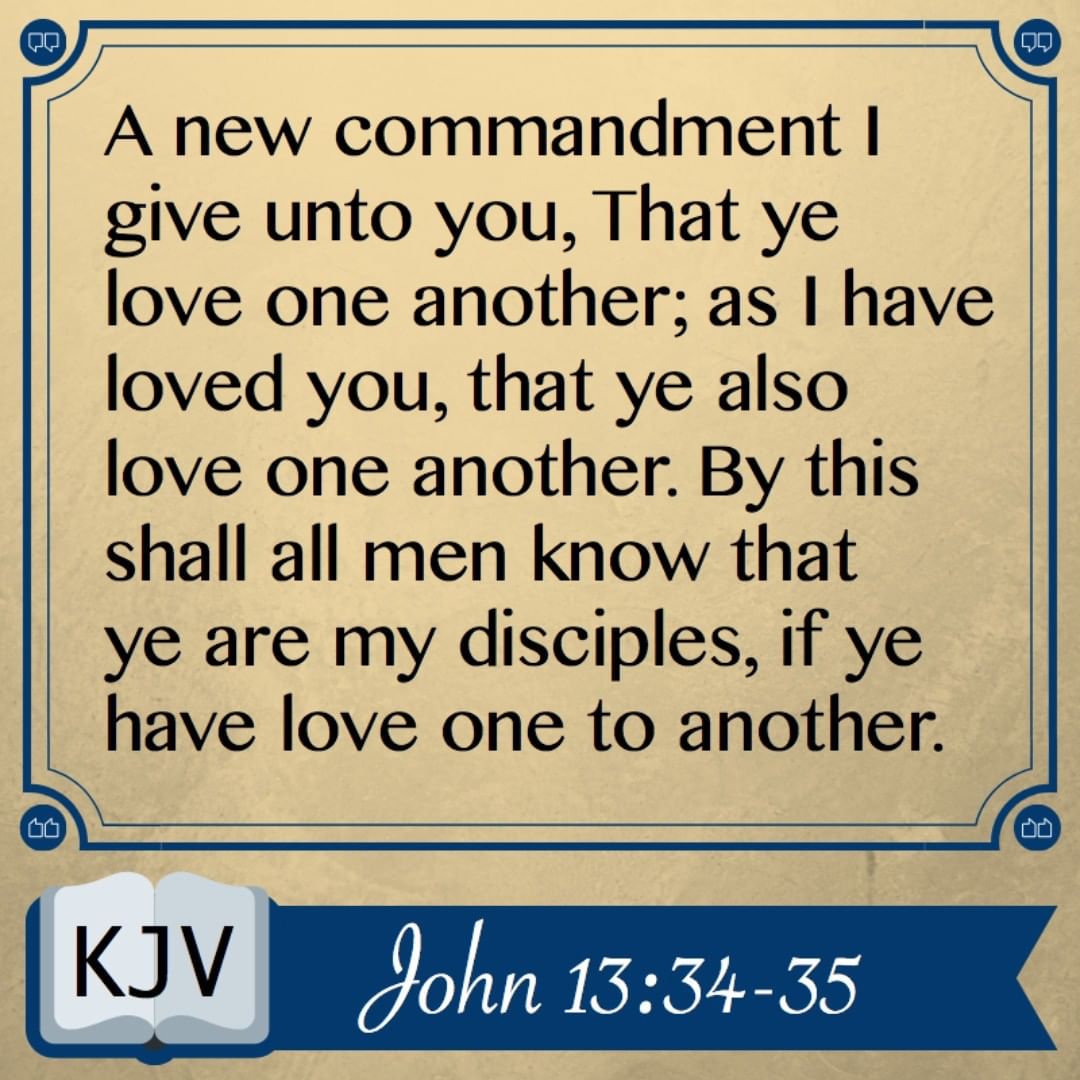 A new commandment I
give unto you, That ye
love one another; as I have
loved you, that ye also
love one another. By this
shall all men know that
ye are my disciples, if ye
have love one to another.
KJV
John 13:34-35